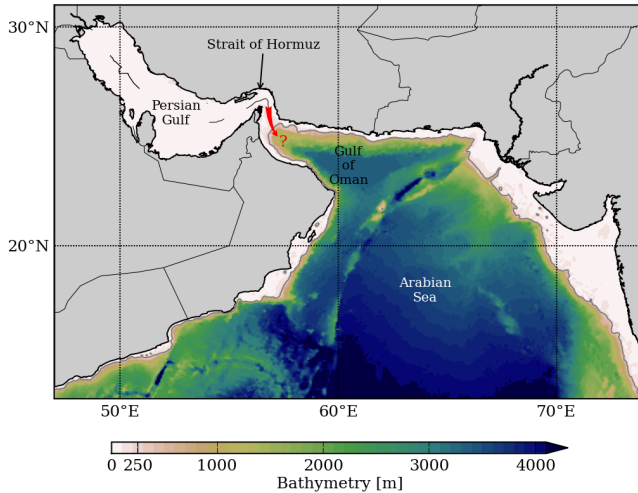 30°N
Strait of Hormuz
Persian
Gulf
?
Gulf
of
Oman
20°N
Arabian
Sea
50°E 60°E 70°E
0 250 1000 2000 3000 4000
Bathymetry [m]